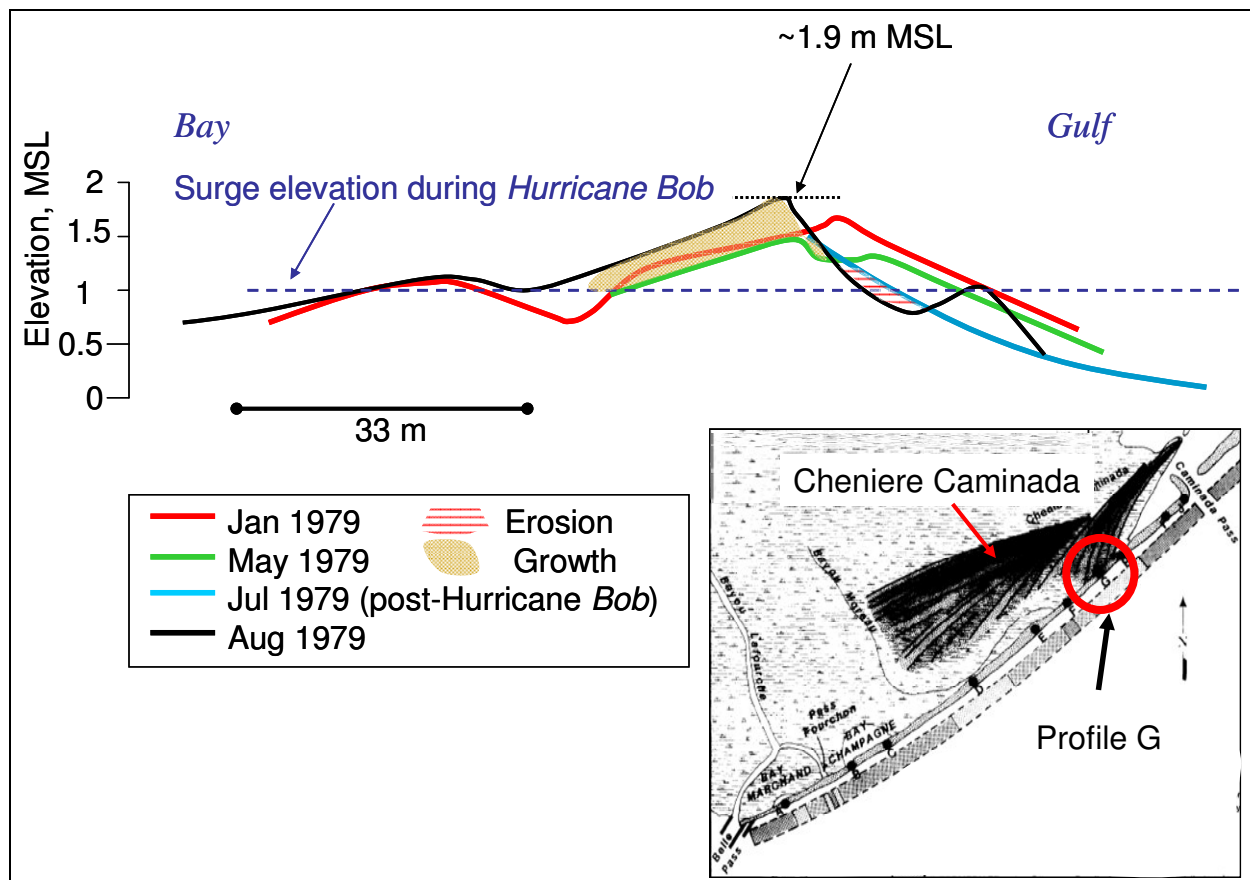 ~1.9 m MSL
Bay
Gulf
Elevation, MSL
2
1.5
1
0.5
0
Surge elevation during Hurricane Bob
33 m
Jan 1979
May 1979
Jul 1979 (post-Hurricane Bob)
Aug 1979
Erosion
Growth
Cheniere Caminada
Caminada Pass
Bayou Moreau
Bayou Lafourche
Pass Fourchon
BAY CHAMPAGNE
BAY MARCHAND
Belle Pass
A
B
C
D
E
F
G
Profile G